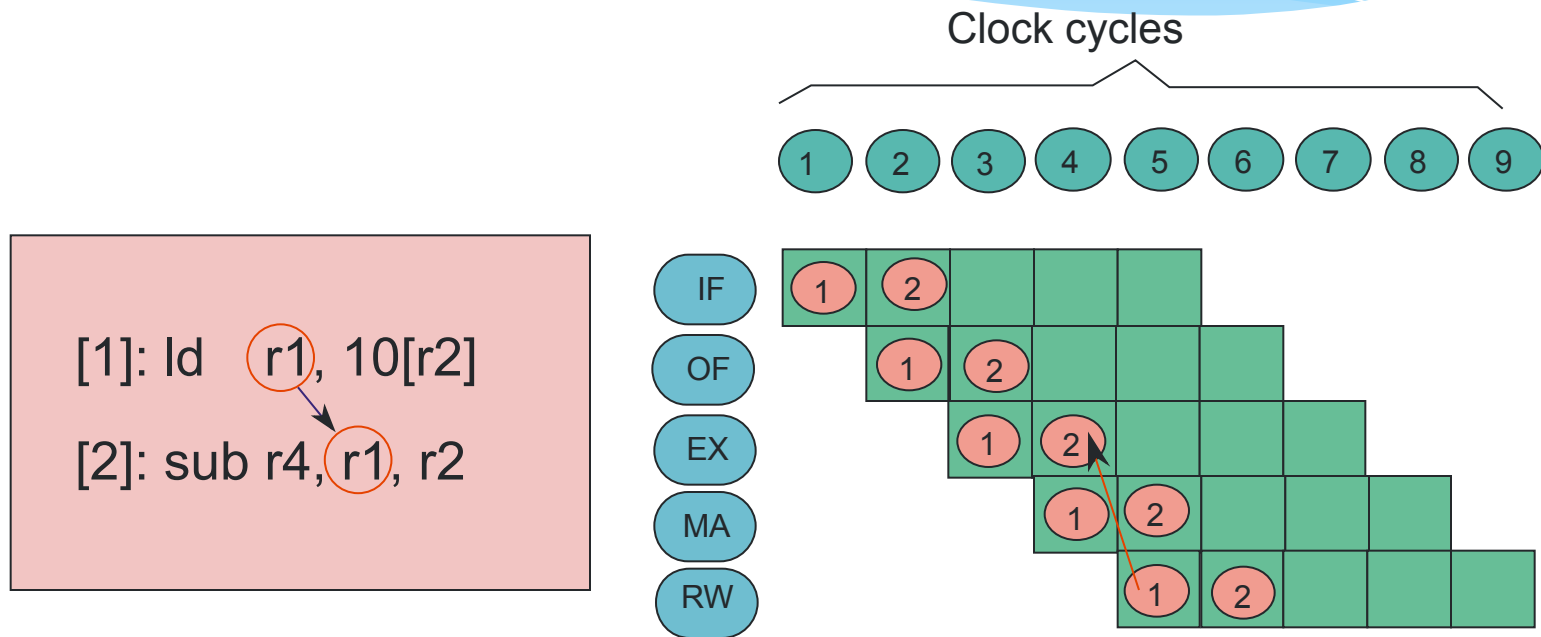 Clock cycles
1 2 3 4 5 6 7 8 9
[1]: ld r1, 10[r2]
[2]: sub r4, r1, r2
IF 1 2
OF 1 2
EX 1 2
MA 1 2
RW 1 2